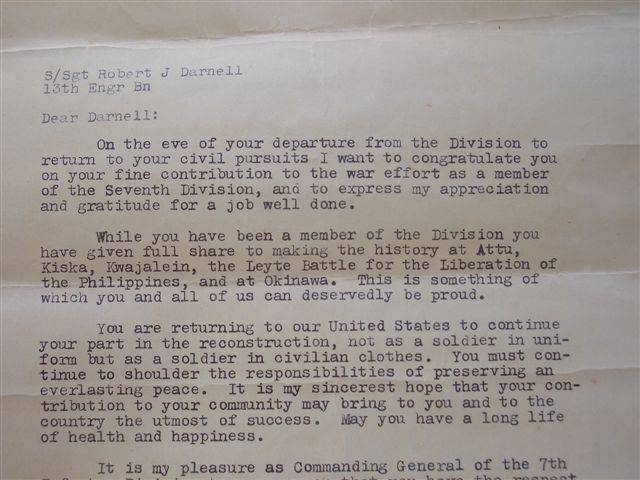 S/Sgt Robert J Darnell
13th Engr Bn
Dear Darnell:
On the eve of your departure from the Division to
return to your civil pursuits I want to congratulate you
on your fine contribution to the war effort as a member
of the Seventh Division, and to express my appreciation
and gratitude for a job well done.
While you have been a member of the Division you
have given full share to making the history at Attu,
Kiska, Kwajalein, the Leyte Battle for the Liberation of
the Philippines, and at Okinawa. This is something of
which you and all of us can deservedly be proud.
You are returning to our United States to continue
your part in the reconstruction, not as a soldier in uni-
form but as a soldier in civilian clothes. You must con-
tinue to shoulder the responsibilities of preserving an
everlasting peace. It is my sincerest hope that your con-
tribution to your community may bring to you and to the
country the utmost of success. May you have a long life
of health and happiness.
It is my pleasure as Commanding General of the 7th
that you have the respect